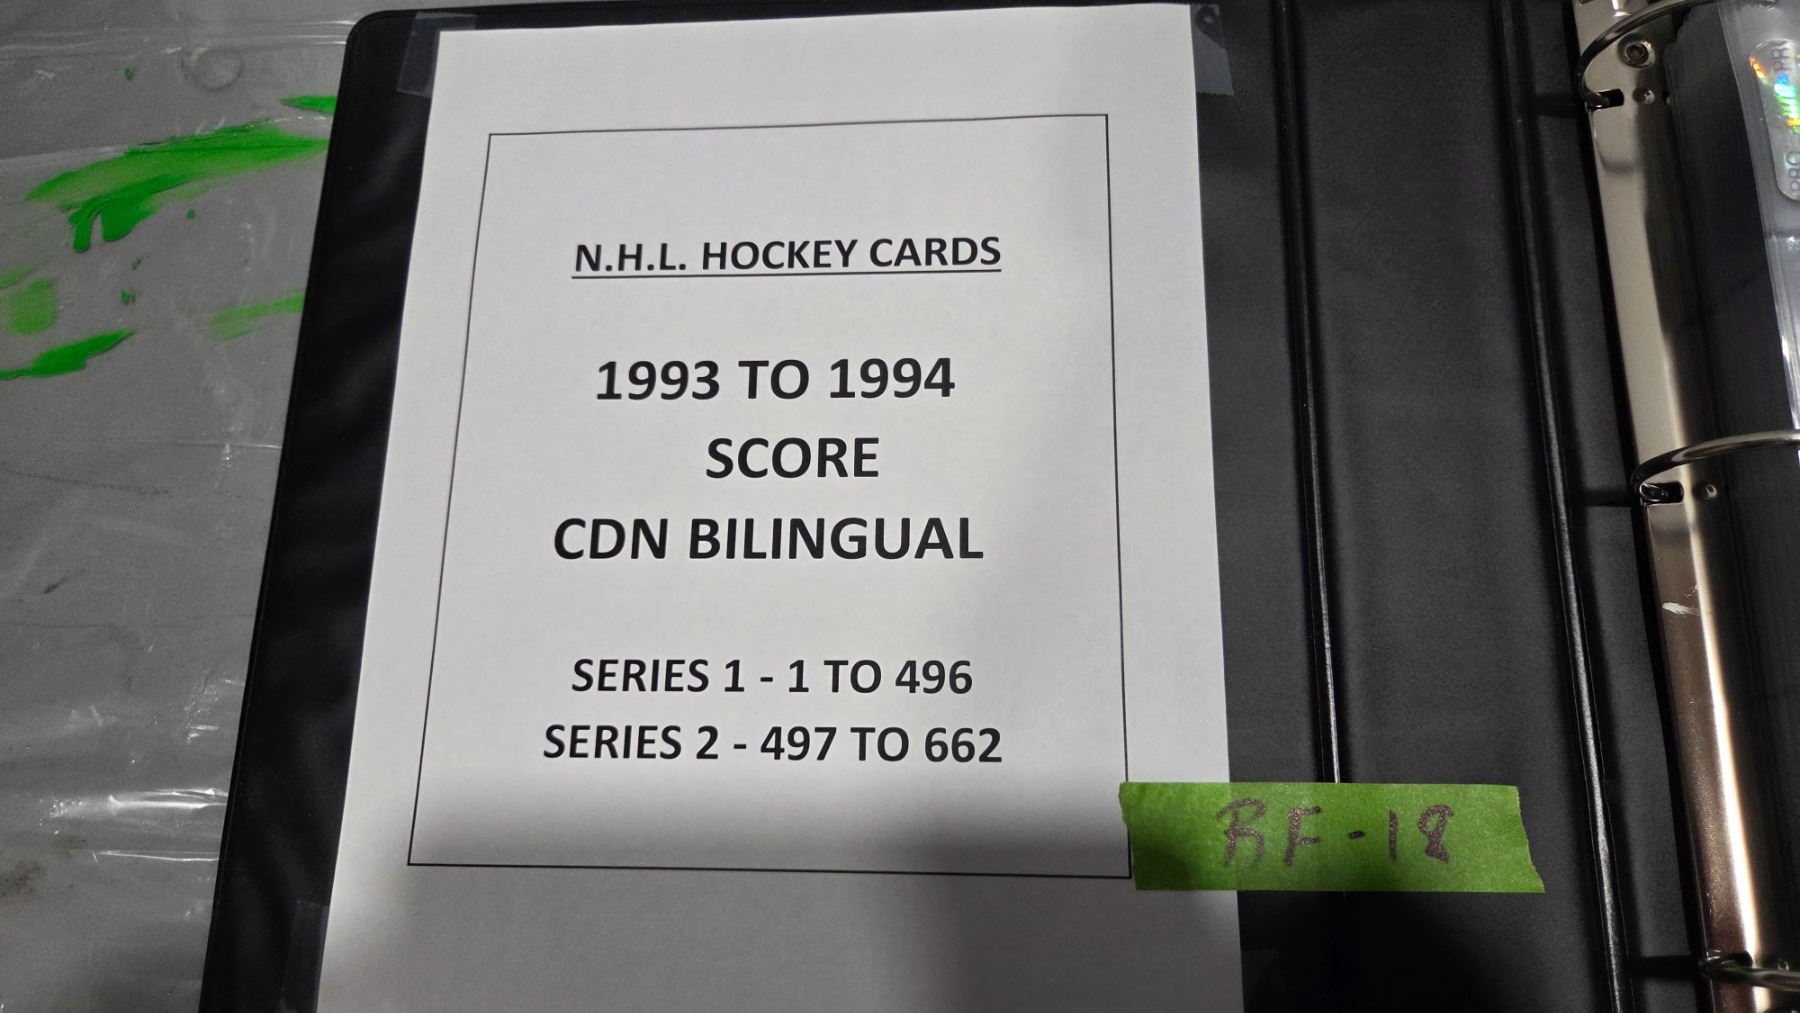 N.H.L. HOCKEY CARDS
1993 TO 1994
SCORE
CDN BILINGUAL
SERIES 1 - 1 TO 496
SERIES 2 - 497 TO 662
RF-18